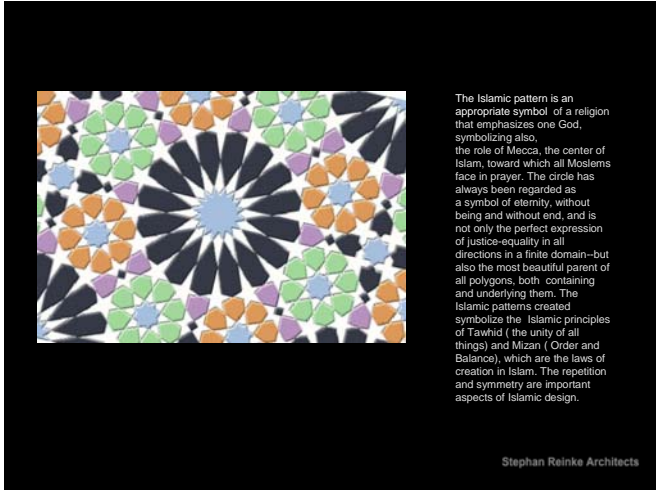 The Islamic pattern is an
appropriate symbol of a religion
that emphasizes one God,
symbolizing also,
the role of Mecca, the center of
Islam, toward which all Moslems
face in prayer. The circle has
always been regarded as
a symbol of eternity, without
being and without end, and is
not only the perfect expression
of justice-equality in all
directions in a finite domain--but
also the most beautiful parent of
all polygons, both containing
and underlying them. The
Islamic patterns created
symbolize the Islamic principles
of Tawhid ( the unity of all
things) and Mizan ( Order and
Balance), which are the laws of
creation in Islam. The repetition
and symmetry are important
aspects of Islamic design.
Stephan Reinke Architects